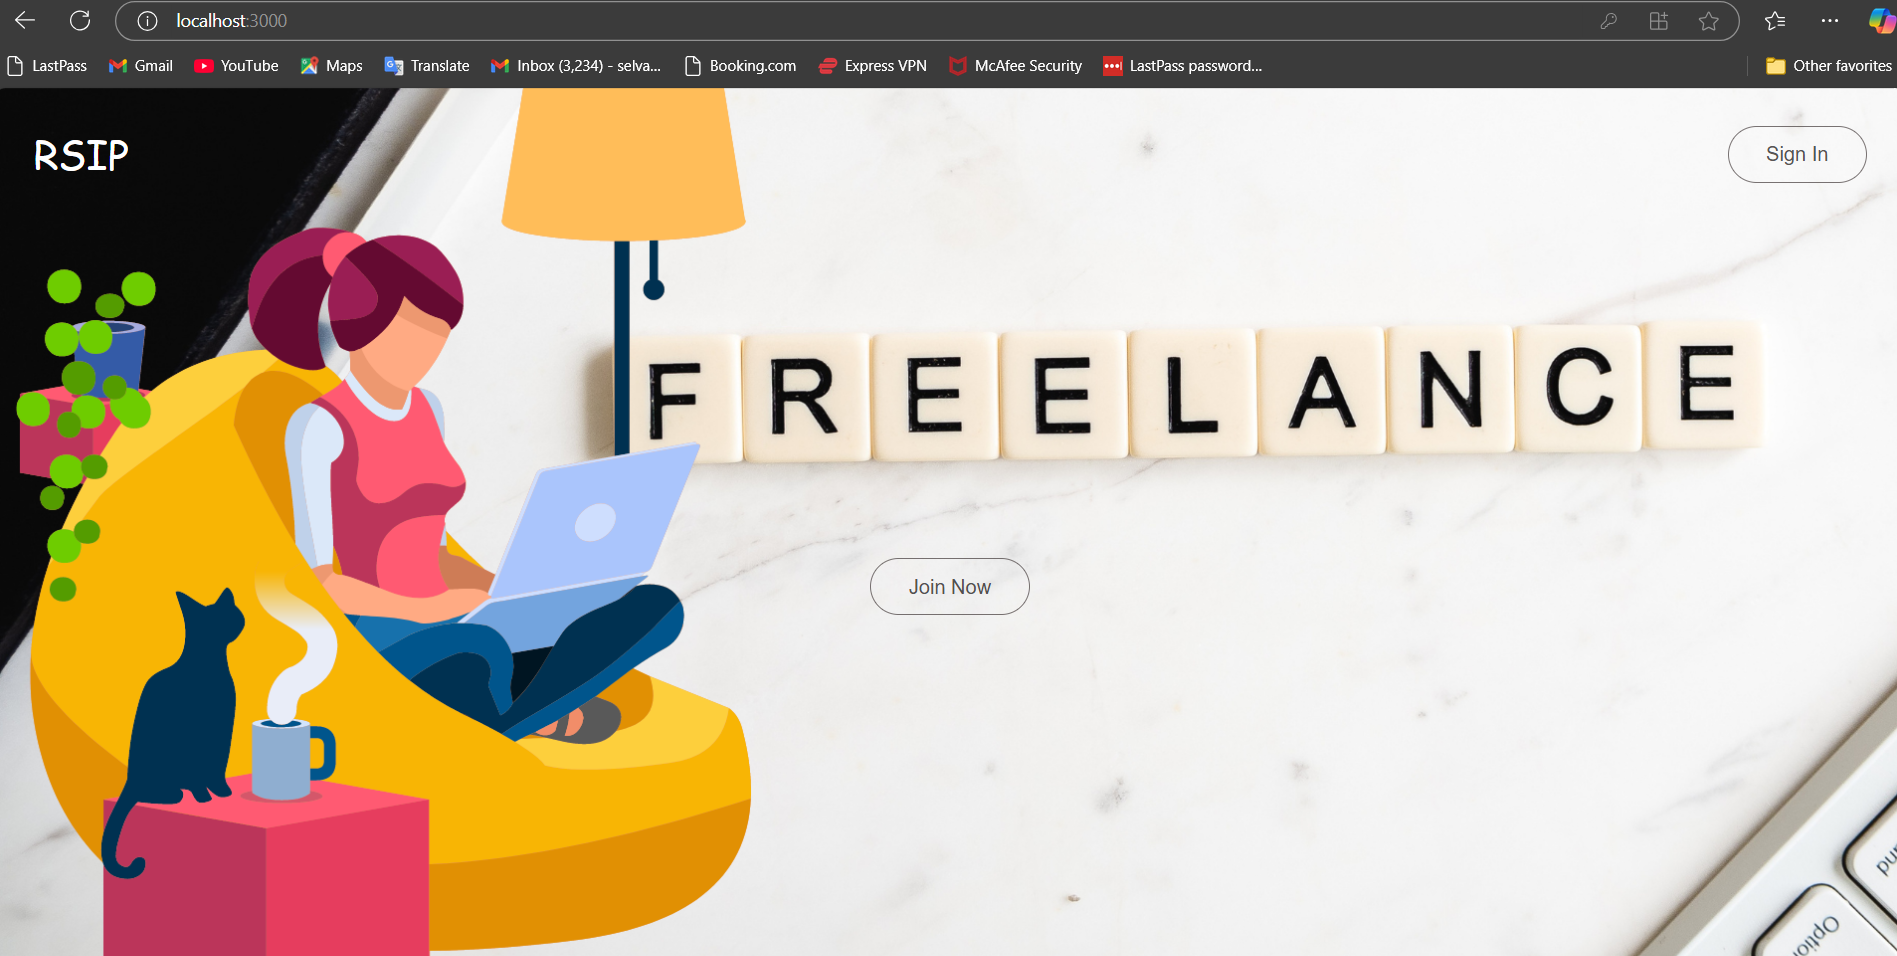 localhost:3000
LastPass Gmail YouTube Maps Translate Inbox (3,234) - selva... Booking.com Express VPN McAfee Security LastPass password... Other favorites
RSIP
Sign In
FREELANCE
Join Now
Option